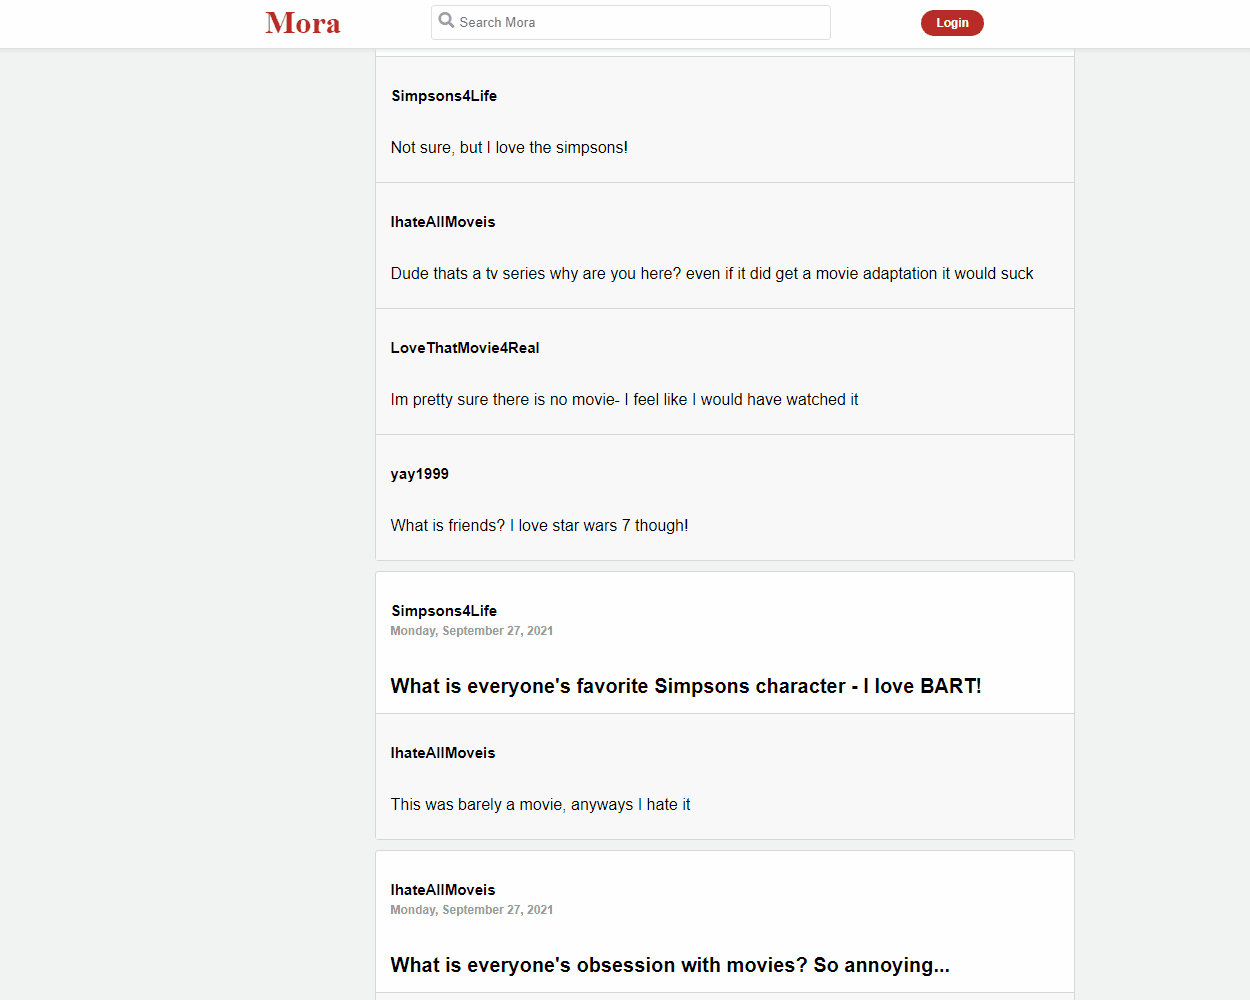 Mora
Search Mora
Login
Simpsons4Life
Not sure, but I love the simpsons!
IhateAllMoveis
Dude thats a tv series why are you here? even if it did get a movie adaptation it would suck
LoveThatMovie4Real
Im pretty sure there is no movie- I feel like I would have watched it
yay1999
What is friends? I love star wars 7 though!
Simpsons4Life
Monday, September 27, 2021
What is everyone's favorite Simpsons character - I love BART!
IhateAllMoveis
This was barely a movie, anyways I hate it
IhateAllMoveis
Monday, September 27, 2021
What is everyone's obsession with movies? So annoying...